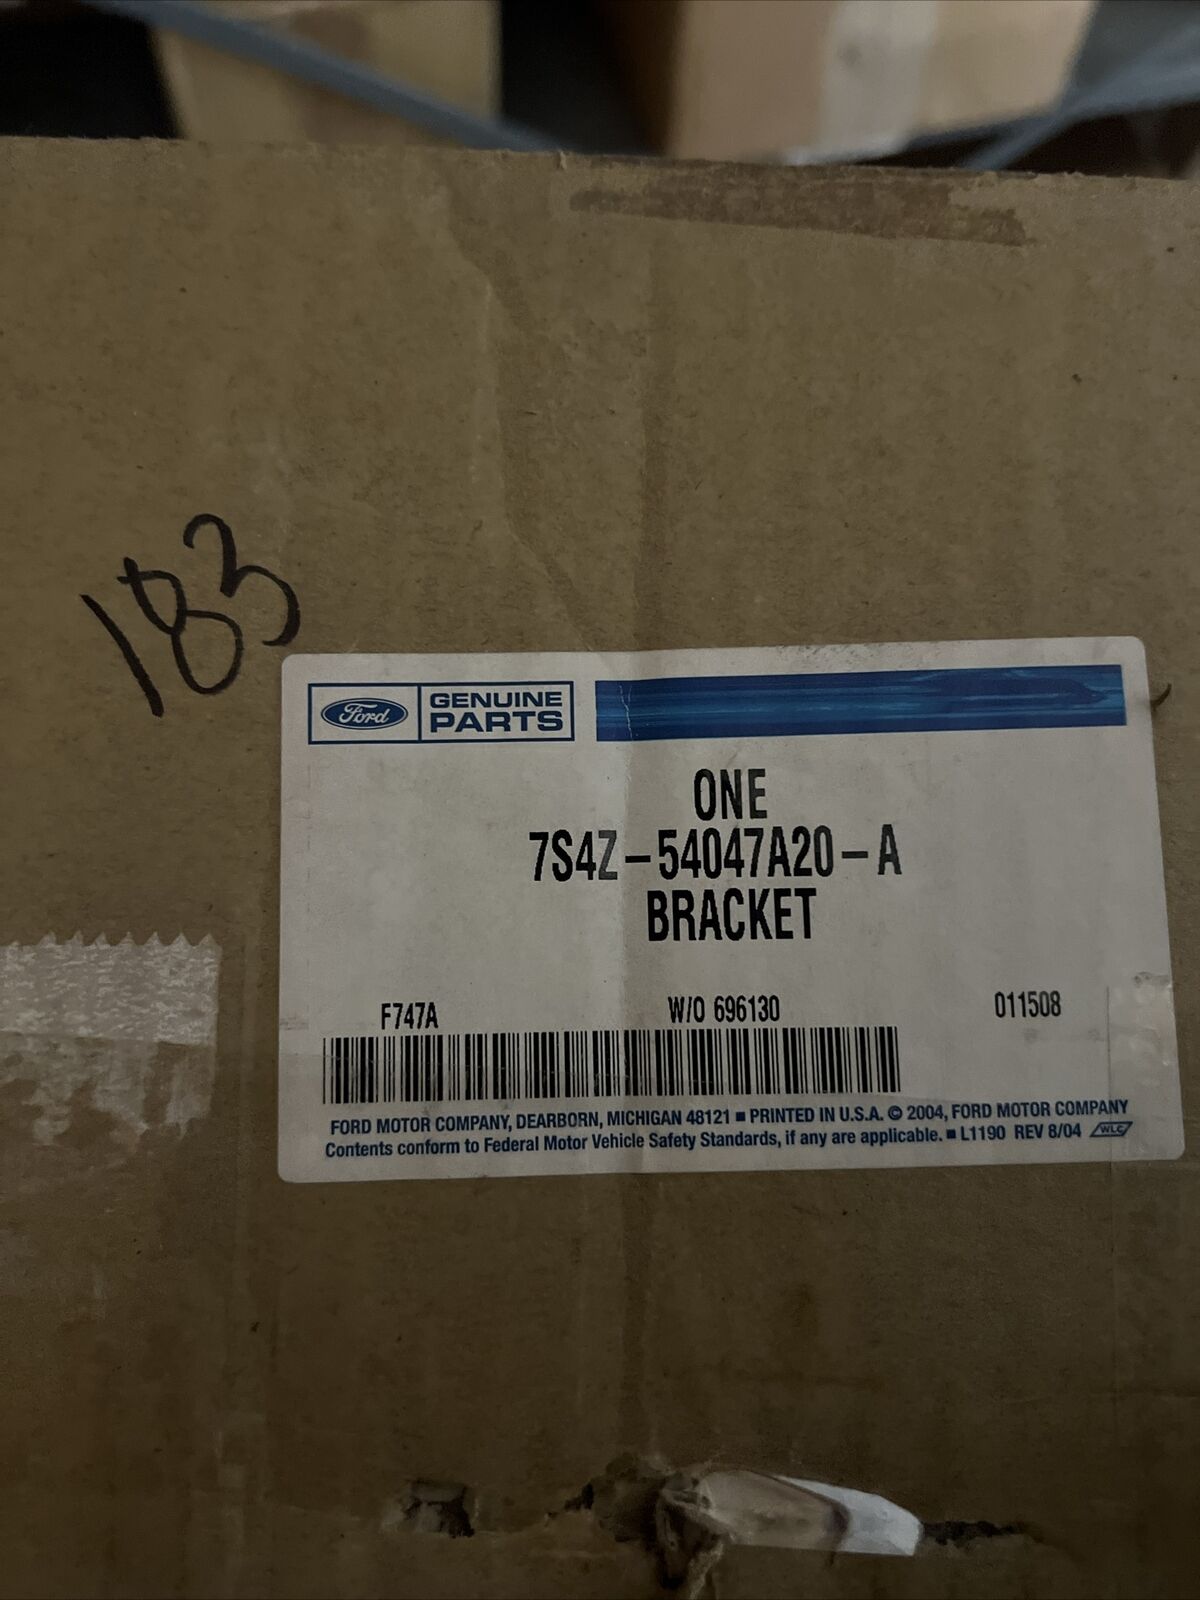 183
Ford GENUINE PARTS
ONE
7S4Z-54047A20-A
BRACKET
F747A W/O 696130 011508
FORD MOTOR COMPANY, DEARBORN, MICHIGAN 48121 ■ PRINTED IN U.S.A. © 2004, FORD MOTOR COMPANY
Contents conform to Federal Motor Vehicle Safety Standards, if any are applicable. ■ L1190 REV 8/04 WLC